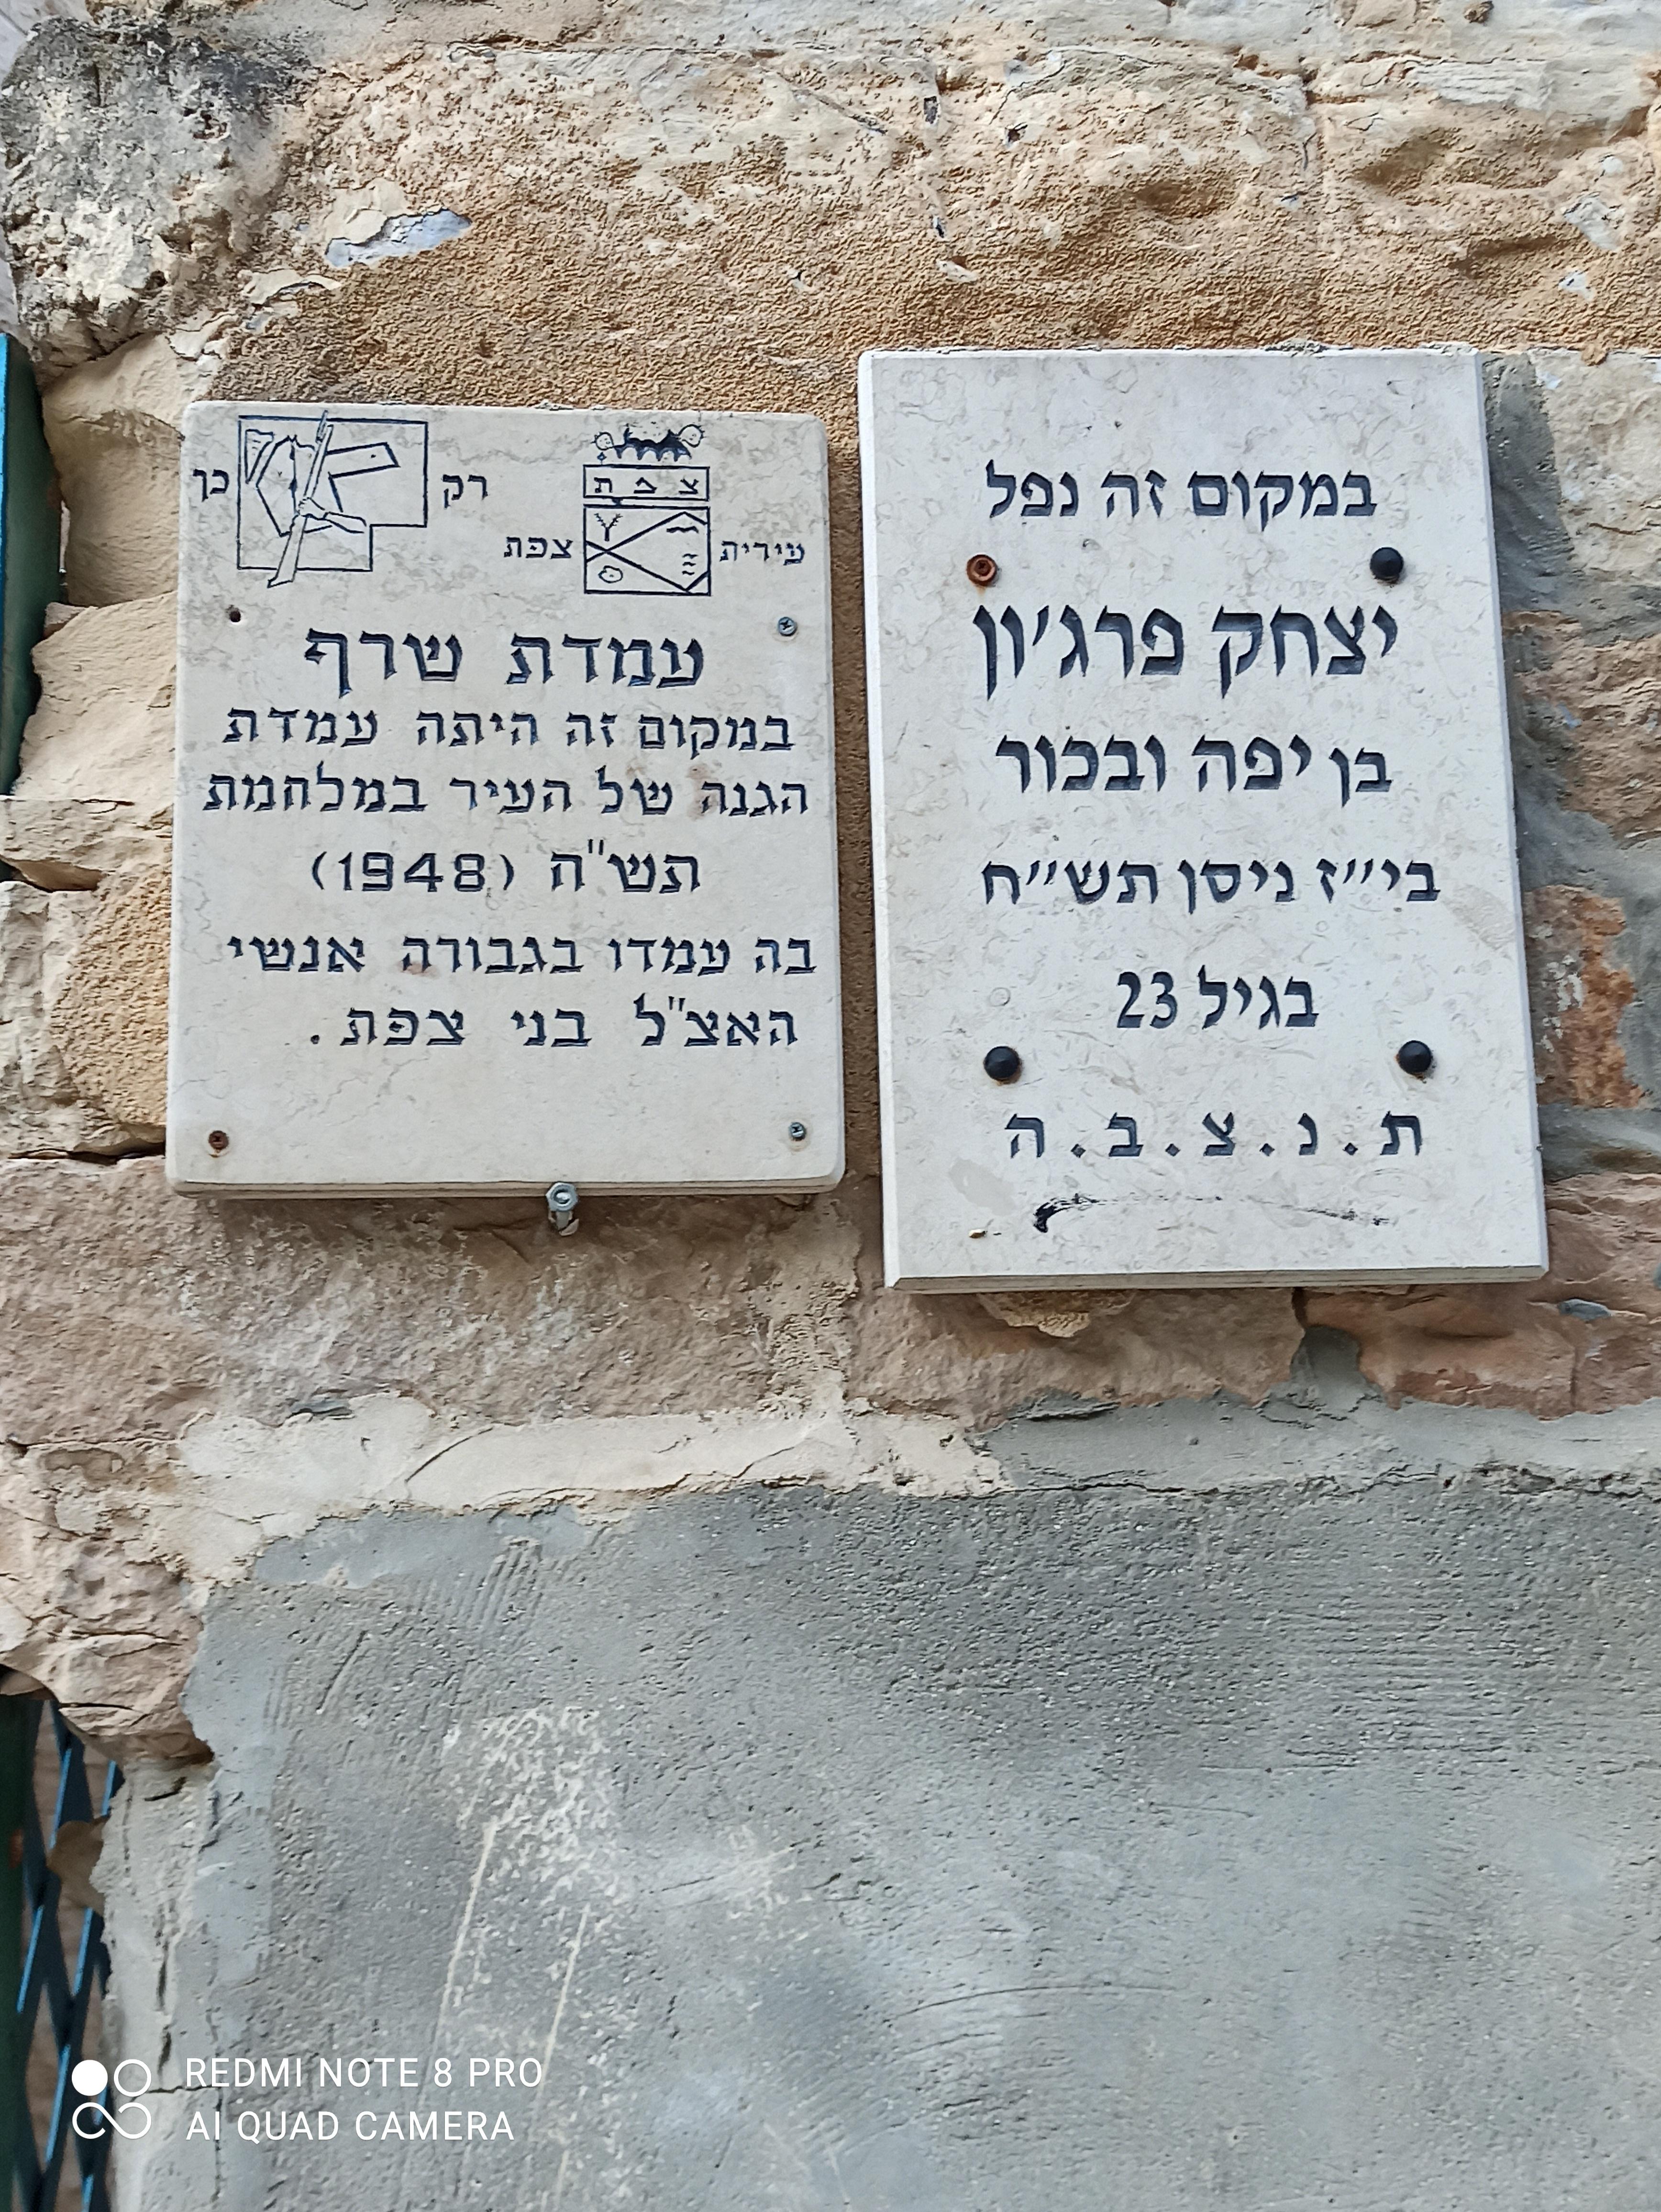 רק כן
צפת
עירית צפת
עמדת שרף
במקום זה היתה עמדת
הגנה של העיר במלחמת
תש"ה (1948)
בה עמדו בגבורה אנשי
האצ"ל בני צפת.
במקום זה נפל
יצחק פרג'ון
בן יפה ובכור
בי"ז ניסן תש"ח
בגיל 23
ת.נ.צ.ב.ה
REDMI NOTE 8 PRO
AI QUAD CAMERA